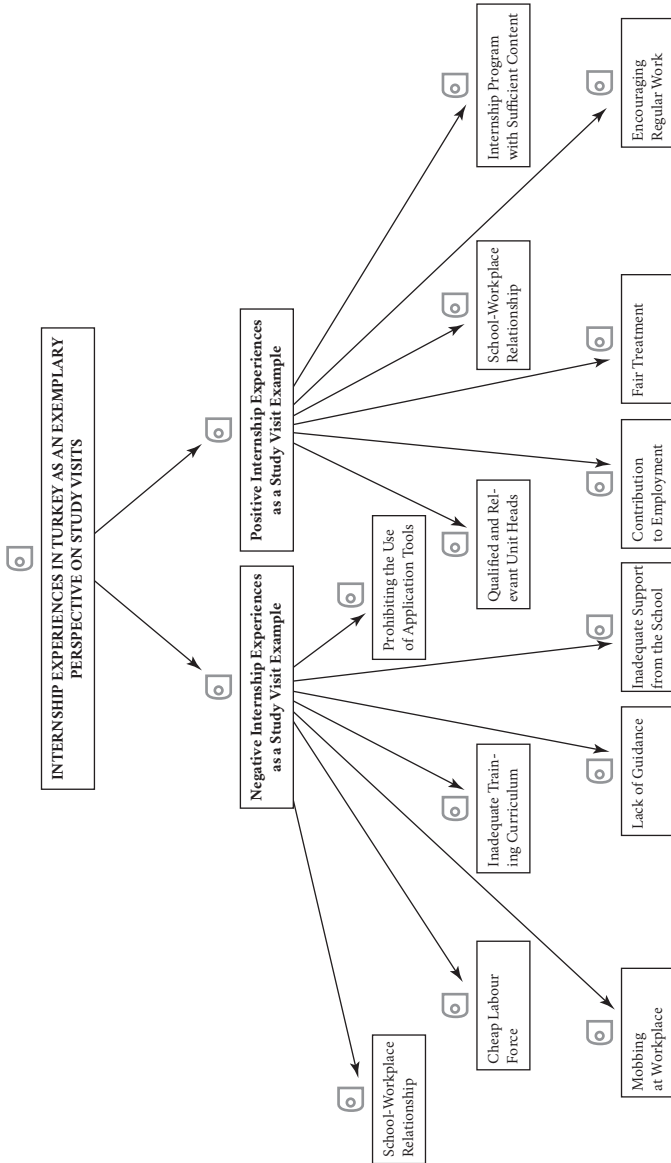 INTERNSHIP EXPERIENCES IN TURKEY AS AN EXEMPLARY
PERSPECTIVE ON STUDY VISITS
Negative Internship Experiences
as a Study Visit Example
Positive Internship Experiences
as a Study Visit Example
School-Workplace
Relationship
Prohibiting the Use
of Application Tools
Cheap Labour
Force
Inadequate Train-
ing Curriculum
Qualified and Rel-
evant Unit Heads
School-Workplace
Relationship
Internship Program
with Sufficient Content
Mobbing
at Workplace
Lack of Guidance
Inadequate Support
from the School
Contribution
to Employment
Fair Treatment
Encouraging
Regular Work